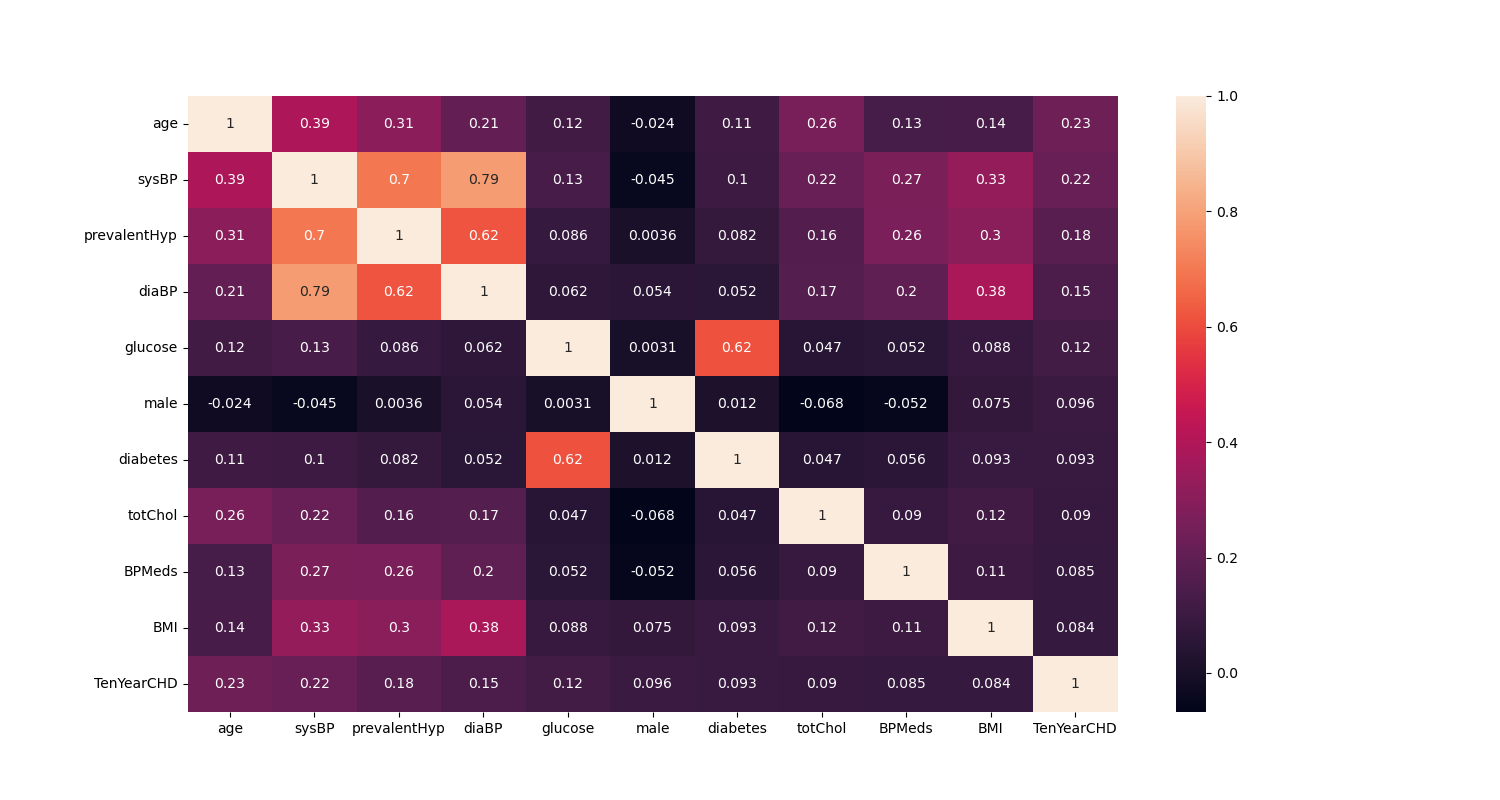 age 1 0.39 0.31 0.21 0.12 -0.024 0.11 0.26 0.13 0.14 0.23
sysBP 0.39 1 0.7 0.79 0.13 -0.045 0.1 0.22 0.27 0.33 0.22
prevalentHyp 0.31 0.7 1 0.62 0.086 0.0036 0.082 0.16 0.26 0.3 0.18
diaBP 0.21 0.79 0.62 1 0.062 0.054 0.052 0.17 0.2 0.38 0.15
glucose 0.12 0.13 0.086 0.062 1 0.0031 0.62 0.047 0.052 0.088 0.12
male -0.024 -0.045 0.0036 0.054 0.0031 1 0.012 -0.068 -0.052 0.075 0.096
diabetes 0.11 0.1 0.082 0.052 0.62 0.012 1 0.047 0.056 0.093 0.093
totChol 0.26 0.22 0.16 0.17 0.047 -0.068 0.047 1 0.09 0.12 0.09
BPMeds 0.13 0.27 0.26 0.2 0.052 -0.052 0.056 0.09 1 0.11 0.085
BMI 0.14 0.33 0.3 0.38 0.088 0.075 0.093 0.12 0.11 1 0.084
TenYearCHD 0.23 0.22 0.18 0.15 0.12 0.096 0.093 0.09 0.085 0.084 1
age sysBP prevalentHyp diaBP glucose male diabetes totChol BPMeds BMI TenYearCHD
1.0
0.8
0.6
0.4
0.2
0.0